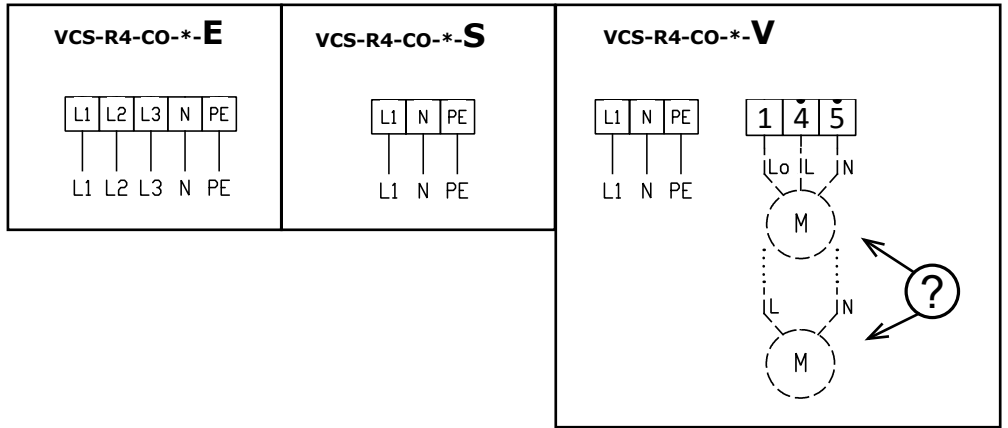 VCS-R4-CO-*-E
L1 L2 L3 N PE
L1 L2 L3 N PE
VCS-R4-CO-*-S
L1 N PE
L1 N PE
VCS-R4-CO-*-V
L1 N PE
L1 N PE
1 4 5
Lo L N
M
?
L N
M